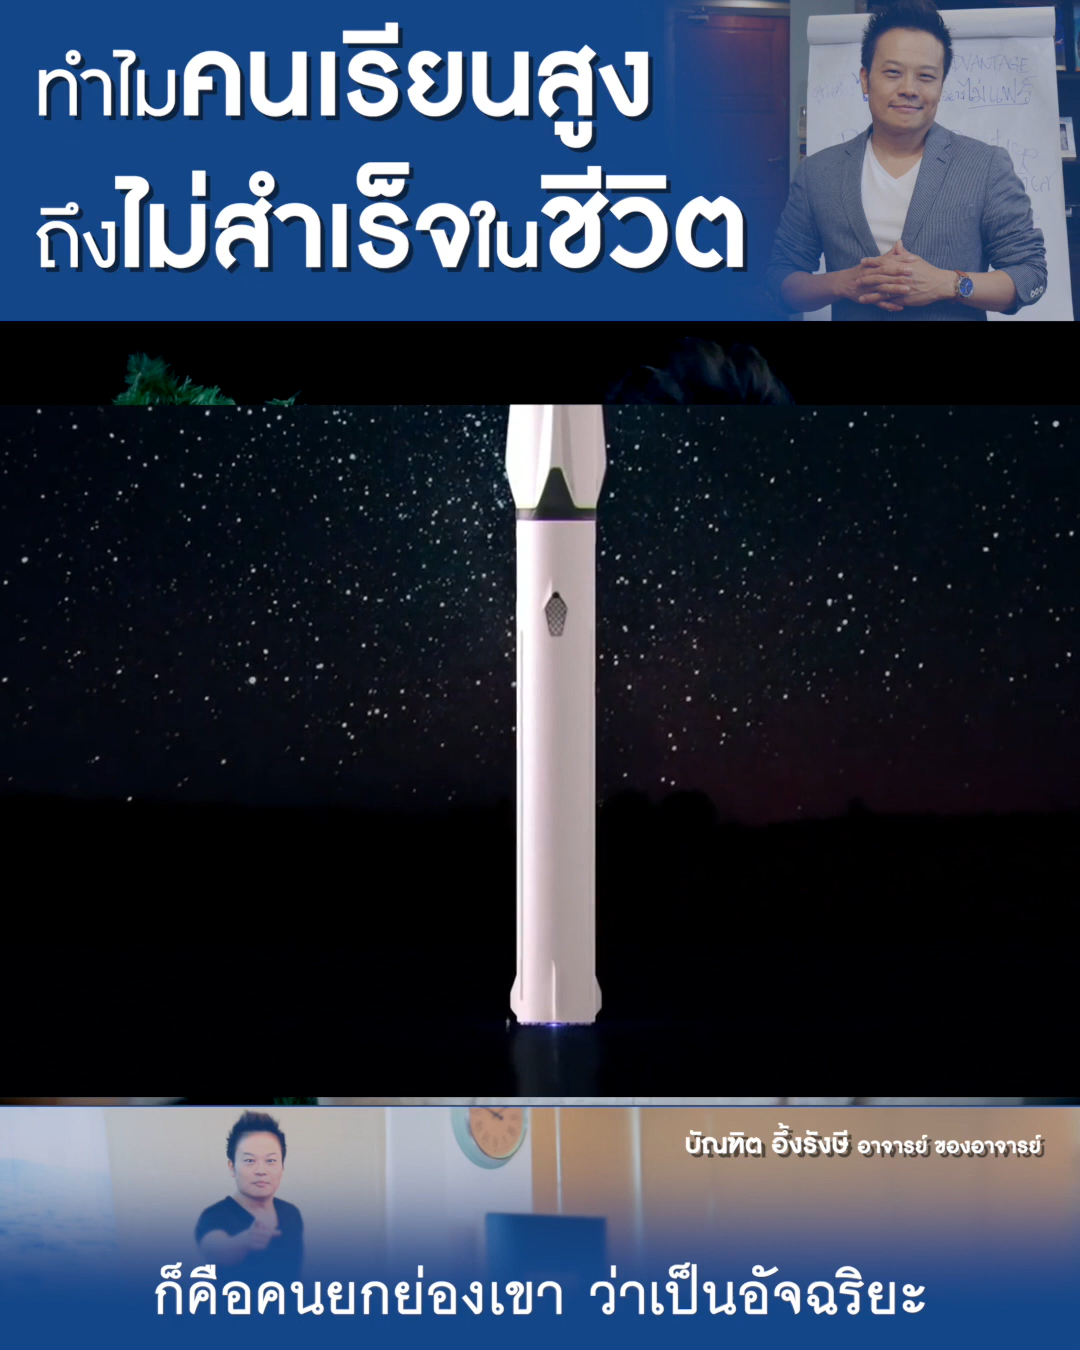 ทำไมคนเรียนสูง
ถึงไม่สำเร็จในชีวิต
บัณฑิต อึ้งรังษี อาจารย์ ของอาจารย์
ก็คือคนยกย่องเขา ว่าเป็นอัจฉริยะ